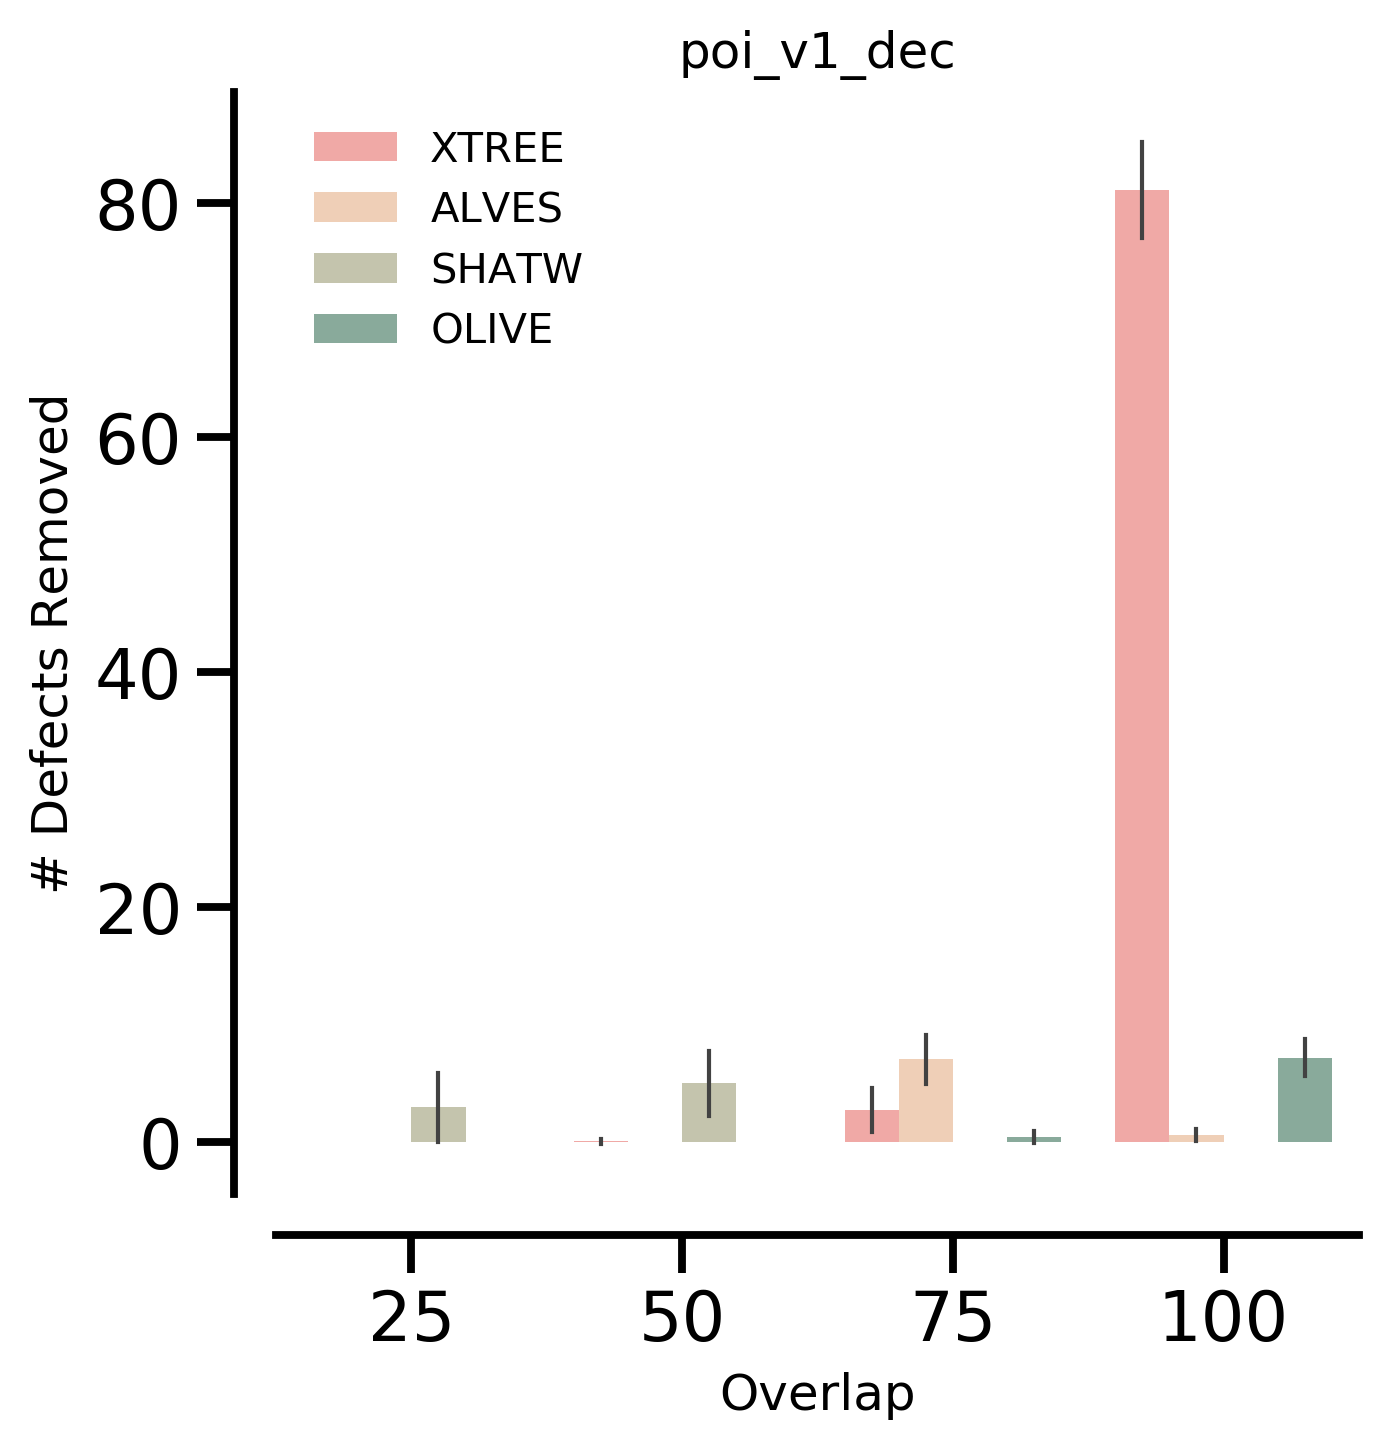 poi_v1_dec
XTREE
ALVES
SHATW
OLIVE
# Defects Removed
80
60
40
20
0
25 50 75 100
Overlap